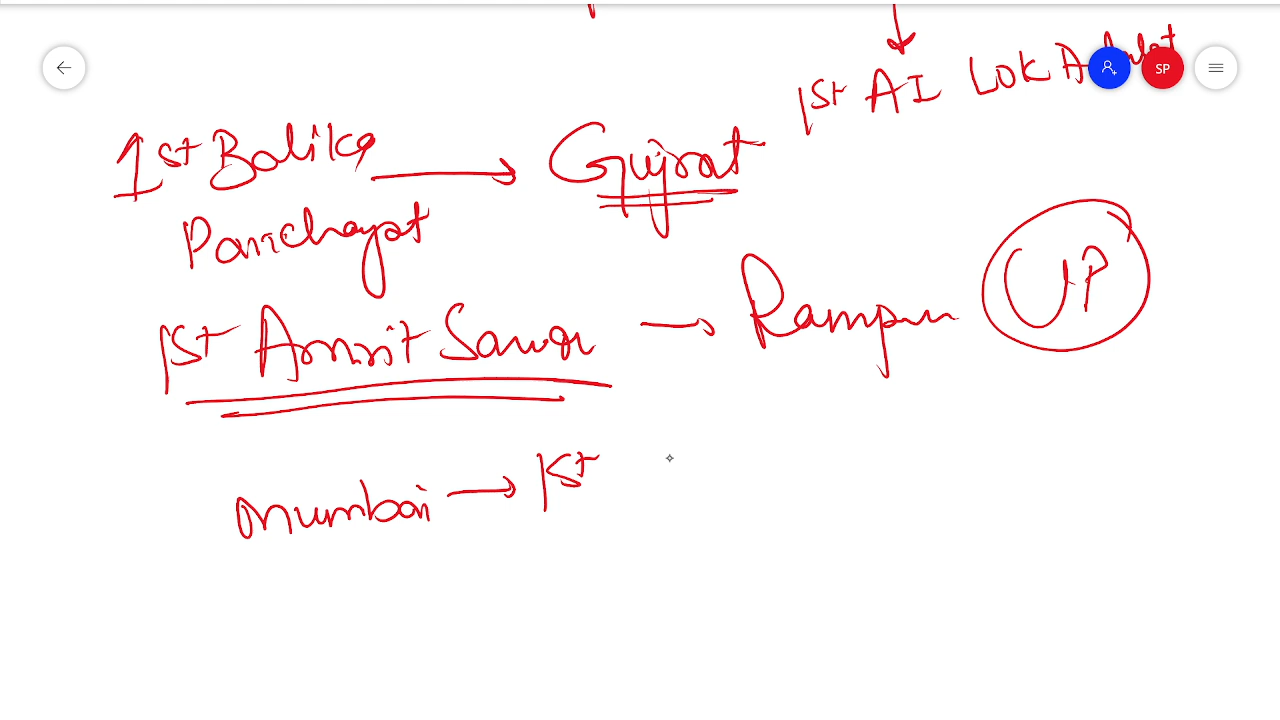 1st AI Lok Adalat
SP
1st Balika → Gujrat
Panchayat
1st Amrit Sarovar → Rampur UP
Mumbai → 1st